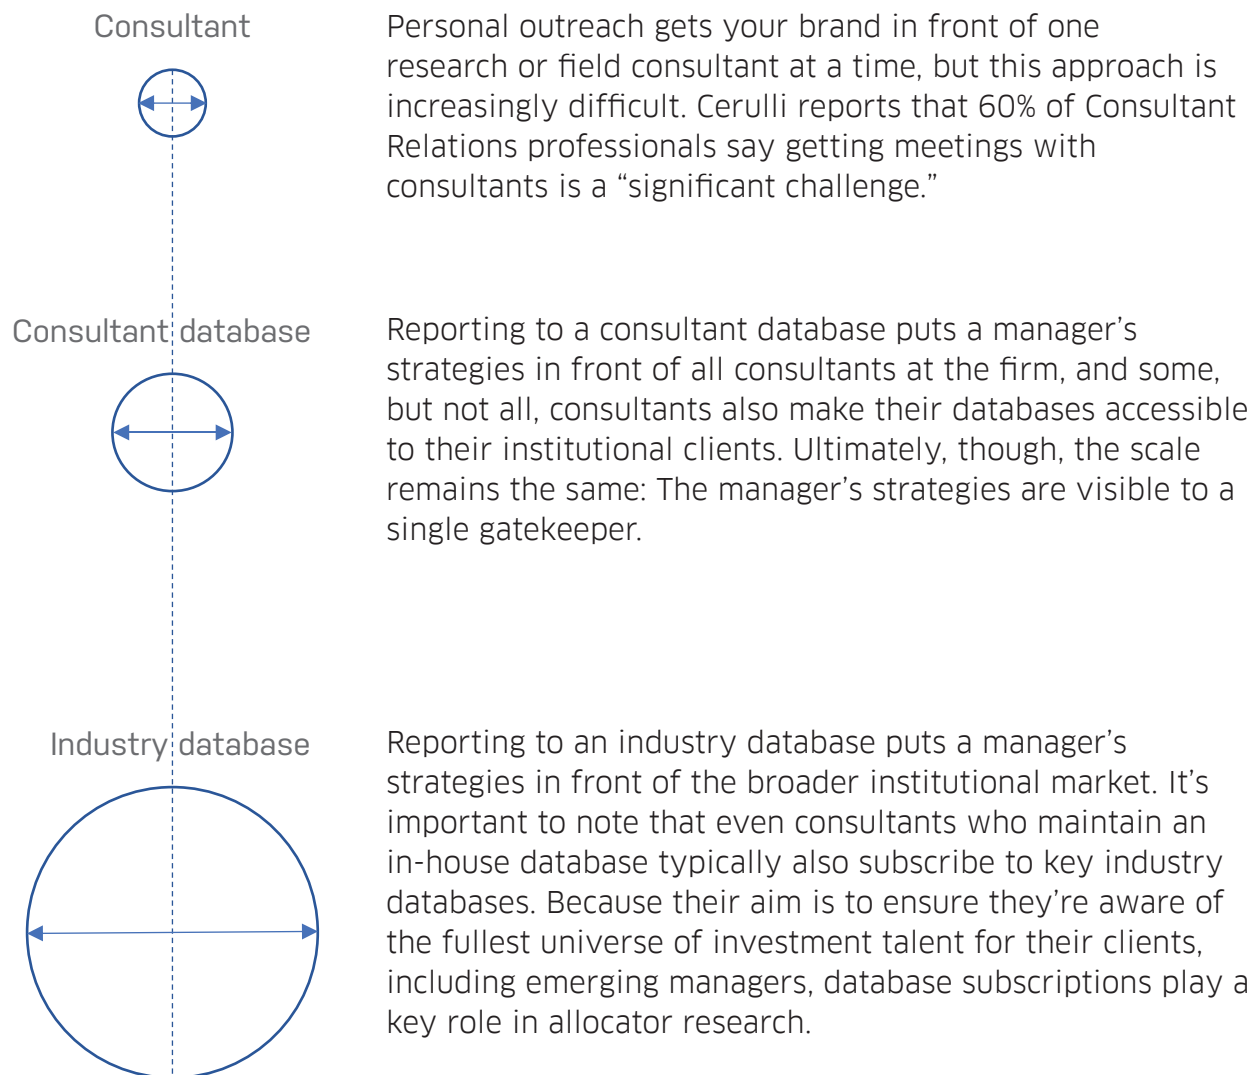 Consultant
Personal outreach gets your brand in front of one
research or field consultant at a time, but this approach is
increasingly difficult. Cerulli reports that 60% of Consultant
Relations professionals say getting meetings with
consultants is a “significant challenge.”
Consultant database
Reporting to a consultant database puts a manager’s
strategies in front of all consultants at the firm, and some,
but not all, consultants also make their databases accessible
to their institutional clients. Ultimately, though, the scale
remains the same: The manager’s strategies are visible to a
single gatekeeper.
Industry database
Reporting to an industry database puts a manager’s
strategies in front of the broader institutional market. It’s
important to note that even consultants who maintain an
in-house database typically also subscribe to key industry
databases. Because their aim is to ensure they’re aware of
the fullest universe of investment talent for their clients,
including emerging managers, database subscriptions play a
key role in allocator research.